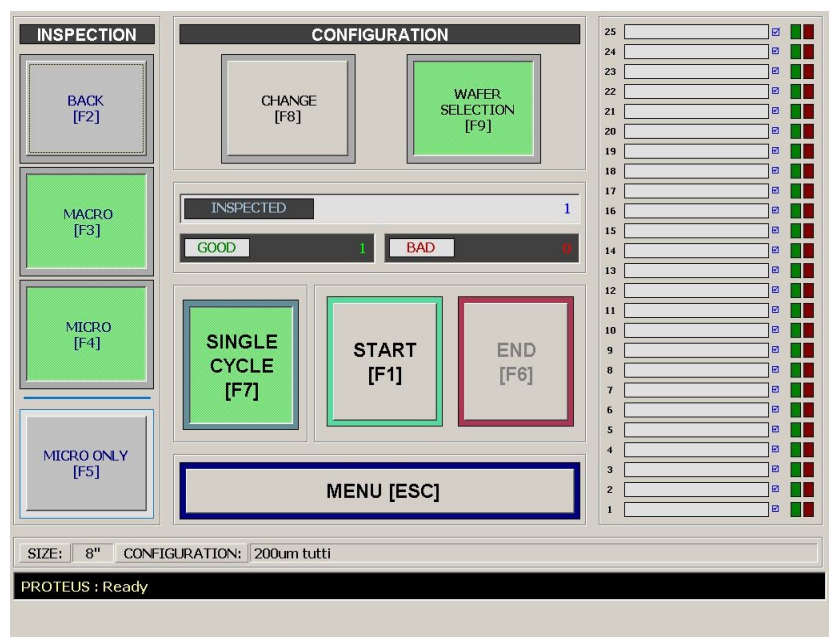 INSPECTION
BACK
[F2]
MACRO
[F3]
MICRO
[F4]
MICRO ONLY
[F5]
CONFIGURATION
CHANGE
[F8]
WAFER
SELECTION
[F9]
INSPECTED 1
GOOD 1 BAD 0
SINGLE
CYCLE
[F7]
START
[F1]
END
[F6]
MENU [ESC]
25
24
23
22
21
20
19
18
17
16
15
14
13
12
11
10
9
8
7
6
5
4
3
2
1
SIZE: 8" CONFIGURATION: 200um tutti
PROTEUS : Ready